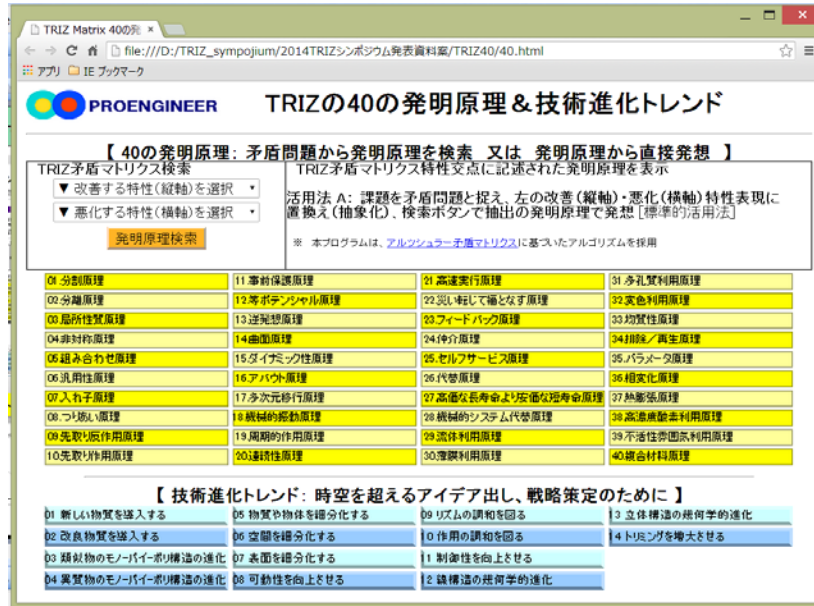 TRIZ Matrix 40の発 ×
file:///D:/TRIZ_sympojium/2014TRIZシンポジウム発表資料案/TRIZ40/40.html
アプリ IE ブックマーク
PROENGINEER TRIZの40の発明原理＆技術進化トレンド
【 40の発明原理: 矛盾問題から発明原理を検索 又は 発明原理から直接発想 】
TRIZ矛盾マトリクス検索
▼ 改善する特性(縦軸)を選択
▼ 悪化する特性(横軸)を選択
発明原理検索
TRIZ矛盾マトリクス特性交点に記述された発明原理を表示
活用法 A: 課題を矛盾問題と捉え、左の改善(縦軸)・悪化(横軸)特性表現に
置換え(抽象化)、検索ボタンで抽出の発明原理で発想 [標準的活用法]
※ 本プログラムは、アルツシュラー矛盾マトリクスに基づいたアルゴリズムを採用
01.分割原理 11.事前保護原理 21.高速実行原理 31.多孔質利用原理
02.分離原理 12.等ポテンシャル原理 22.災い転じて福となす原理 32.変色利用原理
03.局所性質原理 13.逆発想原理 23.フィードバック原理 33.均質性原理
04.非対称原理 14.曲面原理 24.仲介原理 34.排除／再生原理
05.組み合わせ原理 15.ダイナミック性原理 25.セルフサービス原理 35.パラメータ原理
06.汎用性原理 16.アバウト原理 26.代替原理 36.相変化原理
07.入れ子原理 17.多次元移行原理 27.高価な長寿命より安価な短寿命原理 37.熱膨張原理
08.つり合い原理 18.機械的振動原理 28.機械的システム代替原理 38.高濃度酸素利用原理
09.先取り反作用原理 19.周期的作用原理 29.流体利用原理 39.不活性雰囲気利用原理
10.先取り作用原理 20.連続性原理 30.薄膜利用原理 40.複合材料原理
【 技術進化トレンド: 時空を超えるアイデア出し、戦略策定のために 】
01 新しい物質を導入する 05 物質や物体を細分化する 09 リズムの調和を図る 13 立体構造の幾何学的進化
02 改良物質を導入する 06 空間を細分化する 10 作用の調和を図る 14 トリミングを増大させる
03 類似物のモノ-バイ-ポリ構造の進化 07 表面を細分化する 11 制御性を向上させる
04 異質物のモノ-バイ-ポリ構造の進化 08 可動性を向上させる 12 線構造の幾何学的進化